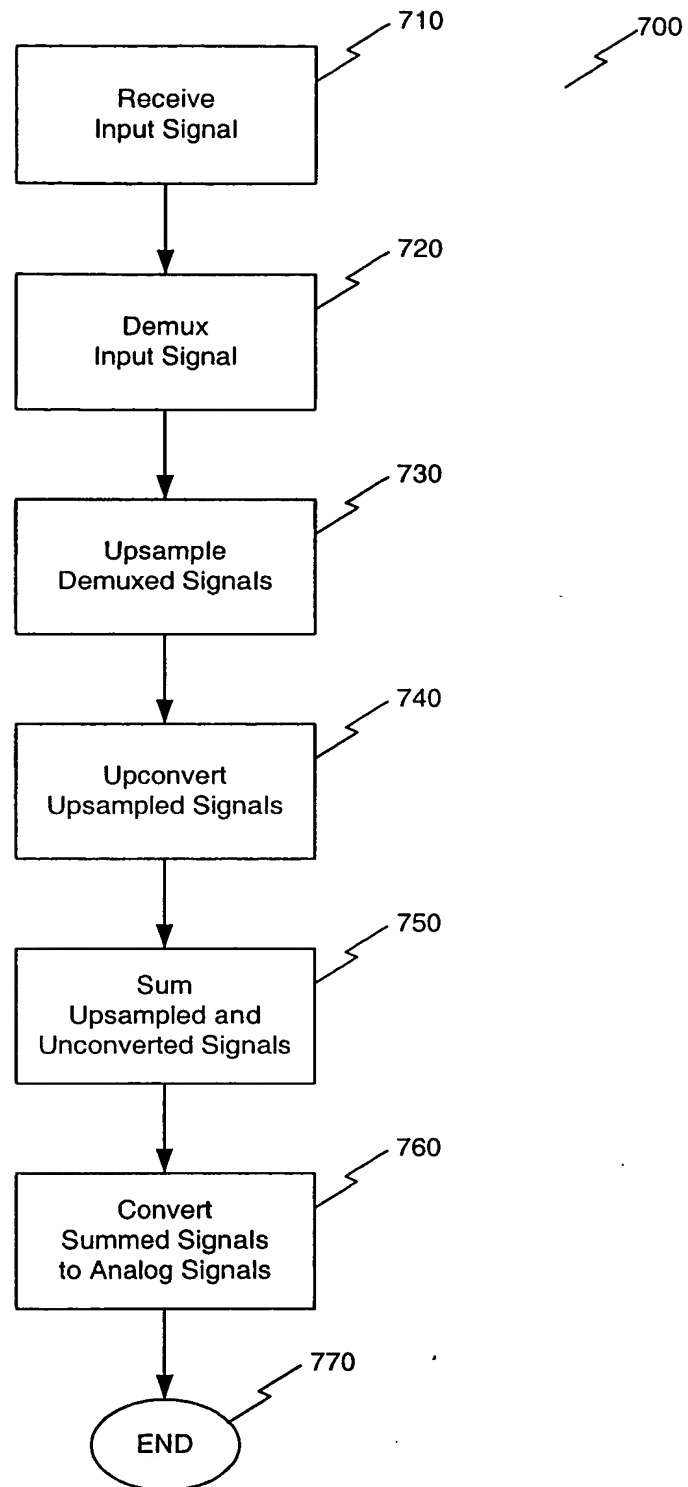 710
700
Receive
Input Signal
720
Demux
Input Signal
730
Upsample
Demuxed Signals
740
Upconvert
Upsampled Signals
750
Sum
Upsampled and
Unconverted Signals
760
Convert
Summed Signals
to Analog Signals
770
END